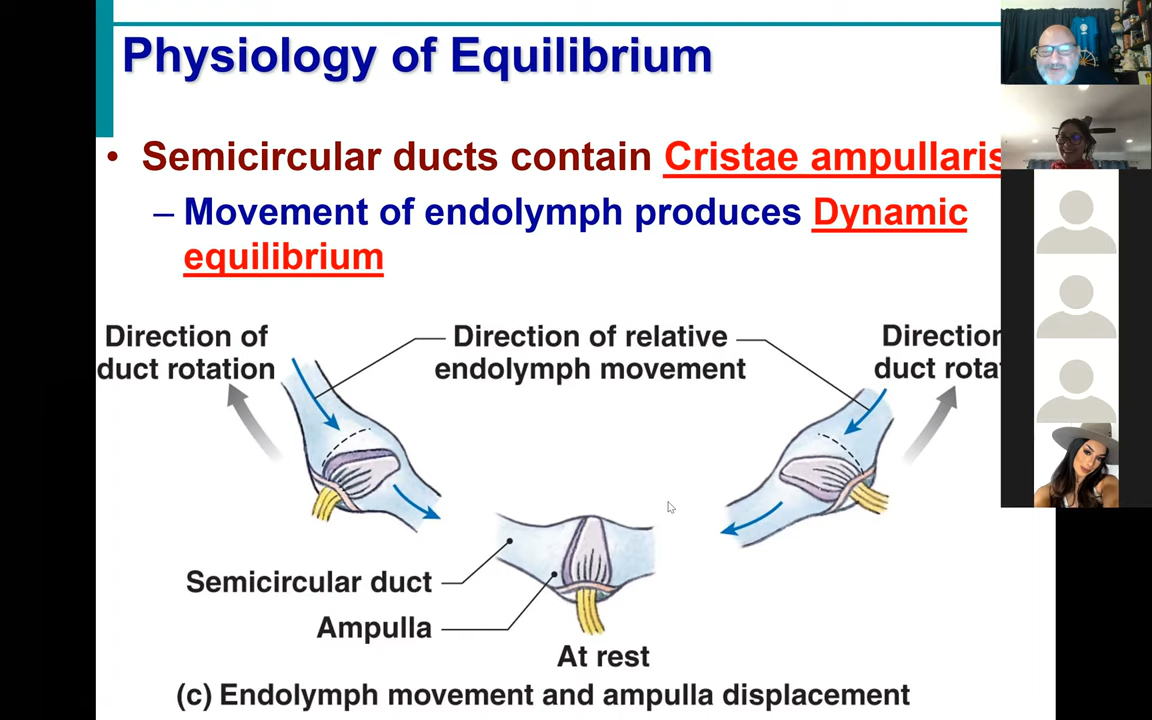 Physiology of Equilibrium
• Semicircular ducts contain Cristae ampullaris
– Movement of endolymph produces Dynamic
equilibrium
Direction of
duct rotation
Direction of relative
endolymph movement
Direction
duct rota
Semicircular duct
Ampulla
At rest
(c) Endolymph movement and ampulla displacement